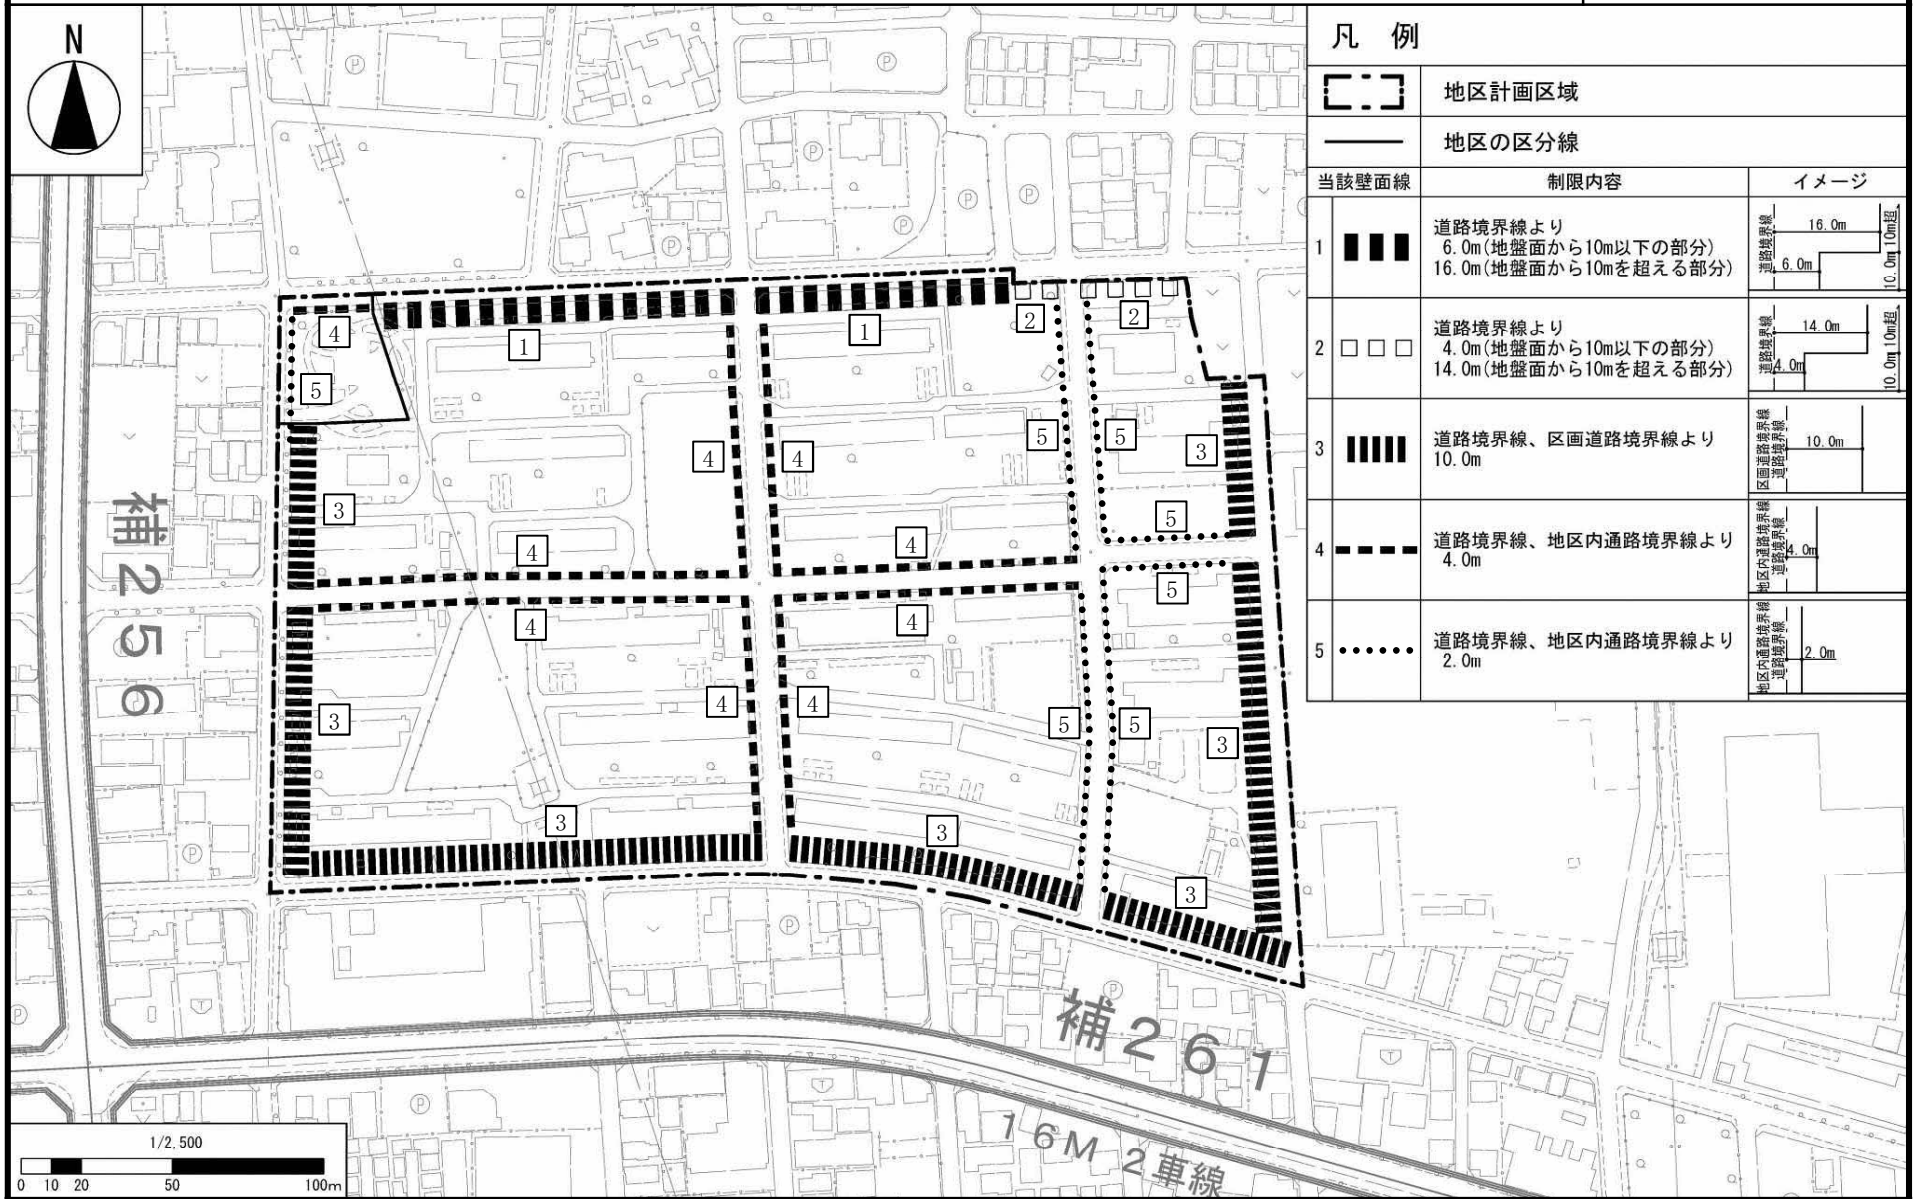 N
凡 例
地区計画区域
地区の区分線
当該壁面線
制限内容
イメージ
1
道路境界線より
6.0m(地盤面から10m以下の部分)
16.0m(地盤面から10mを超える部分)
道路境界線
16.0m
6.0m
10.0m
10m超
2
道路境界線より
4.0m(地盤面から10m以下の部分)
14.0m(地盤面から10mを超える部分)
道路境界線
14.0m
4.0m
10.0m
10m超
3
道路境界線、区画道路境界線より
10.0m
区画道路境界線
道路境界線
10.0m
4
道路境界線、地区内通路境界線より
4.0m
地区内通路境界線
道路境界線
4.0m
5
道路境界線、地区内通路境界線より
2.0m
地区内通路境界線
道路境界線
2.0m
P
P
P
P
P
P
P
4
1
1
2
2
5
4
4
5
5
3
3
5
4
4
5
4
4
3
4
4
5
5
3
3
3
3
P
P
P
P
P
T
T
T
補256
補261
16M 2車線
1/2,500
0 10 20 50 100m